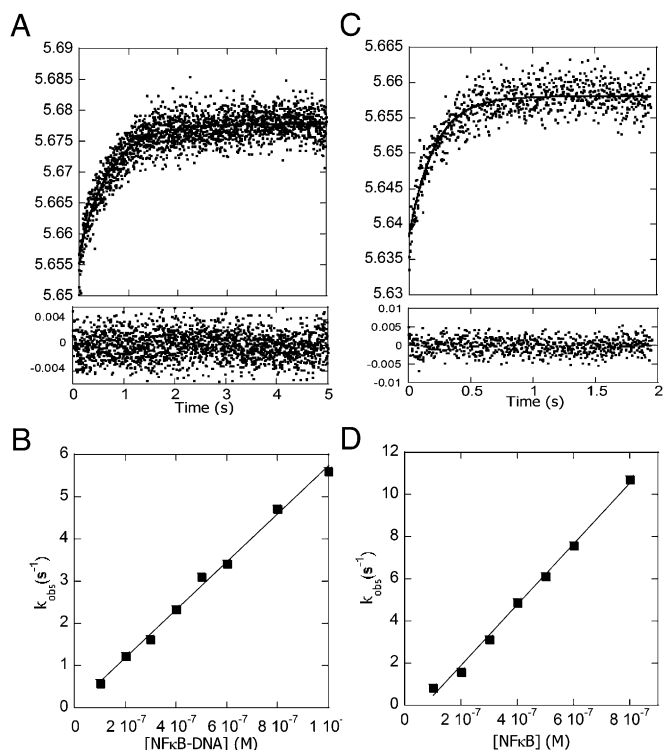 A
5.69
5.685
5.68
5.675
5.67
5.665
5.66
5.655
5.65
0.004
0
-0.004
0 1 2 3 4 5
Time (s)
C
5.665
5.66
5.655
5.65
5.645
5.64
5.635
5.63
0.01
0.005
0
-0.005
-0.01
0 0.5 1 1.5 2
Time (s)
B
6
5
4
3
2
1
0
k_obs(s⁻¹)
0 2 10⁻⁷ 4 10⁻⁷ 6 10⁻⁷ 8 10⁻⁷ 1 10⁻
[NFκB-DNA] (M)
D
12
10
8
6
4
2
0
k_obs(s⁻¹)
0 2 10⁻⁷ 4 10⁻⁷ 6 10⁻⁷ 8 10⁻⁷
[NFκB] (M)